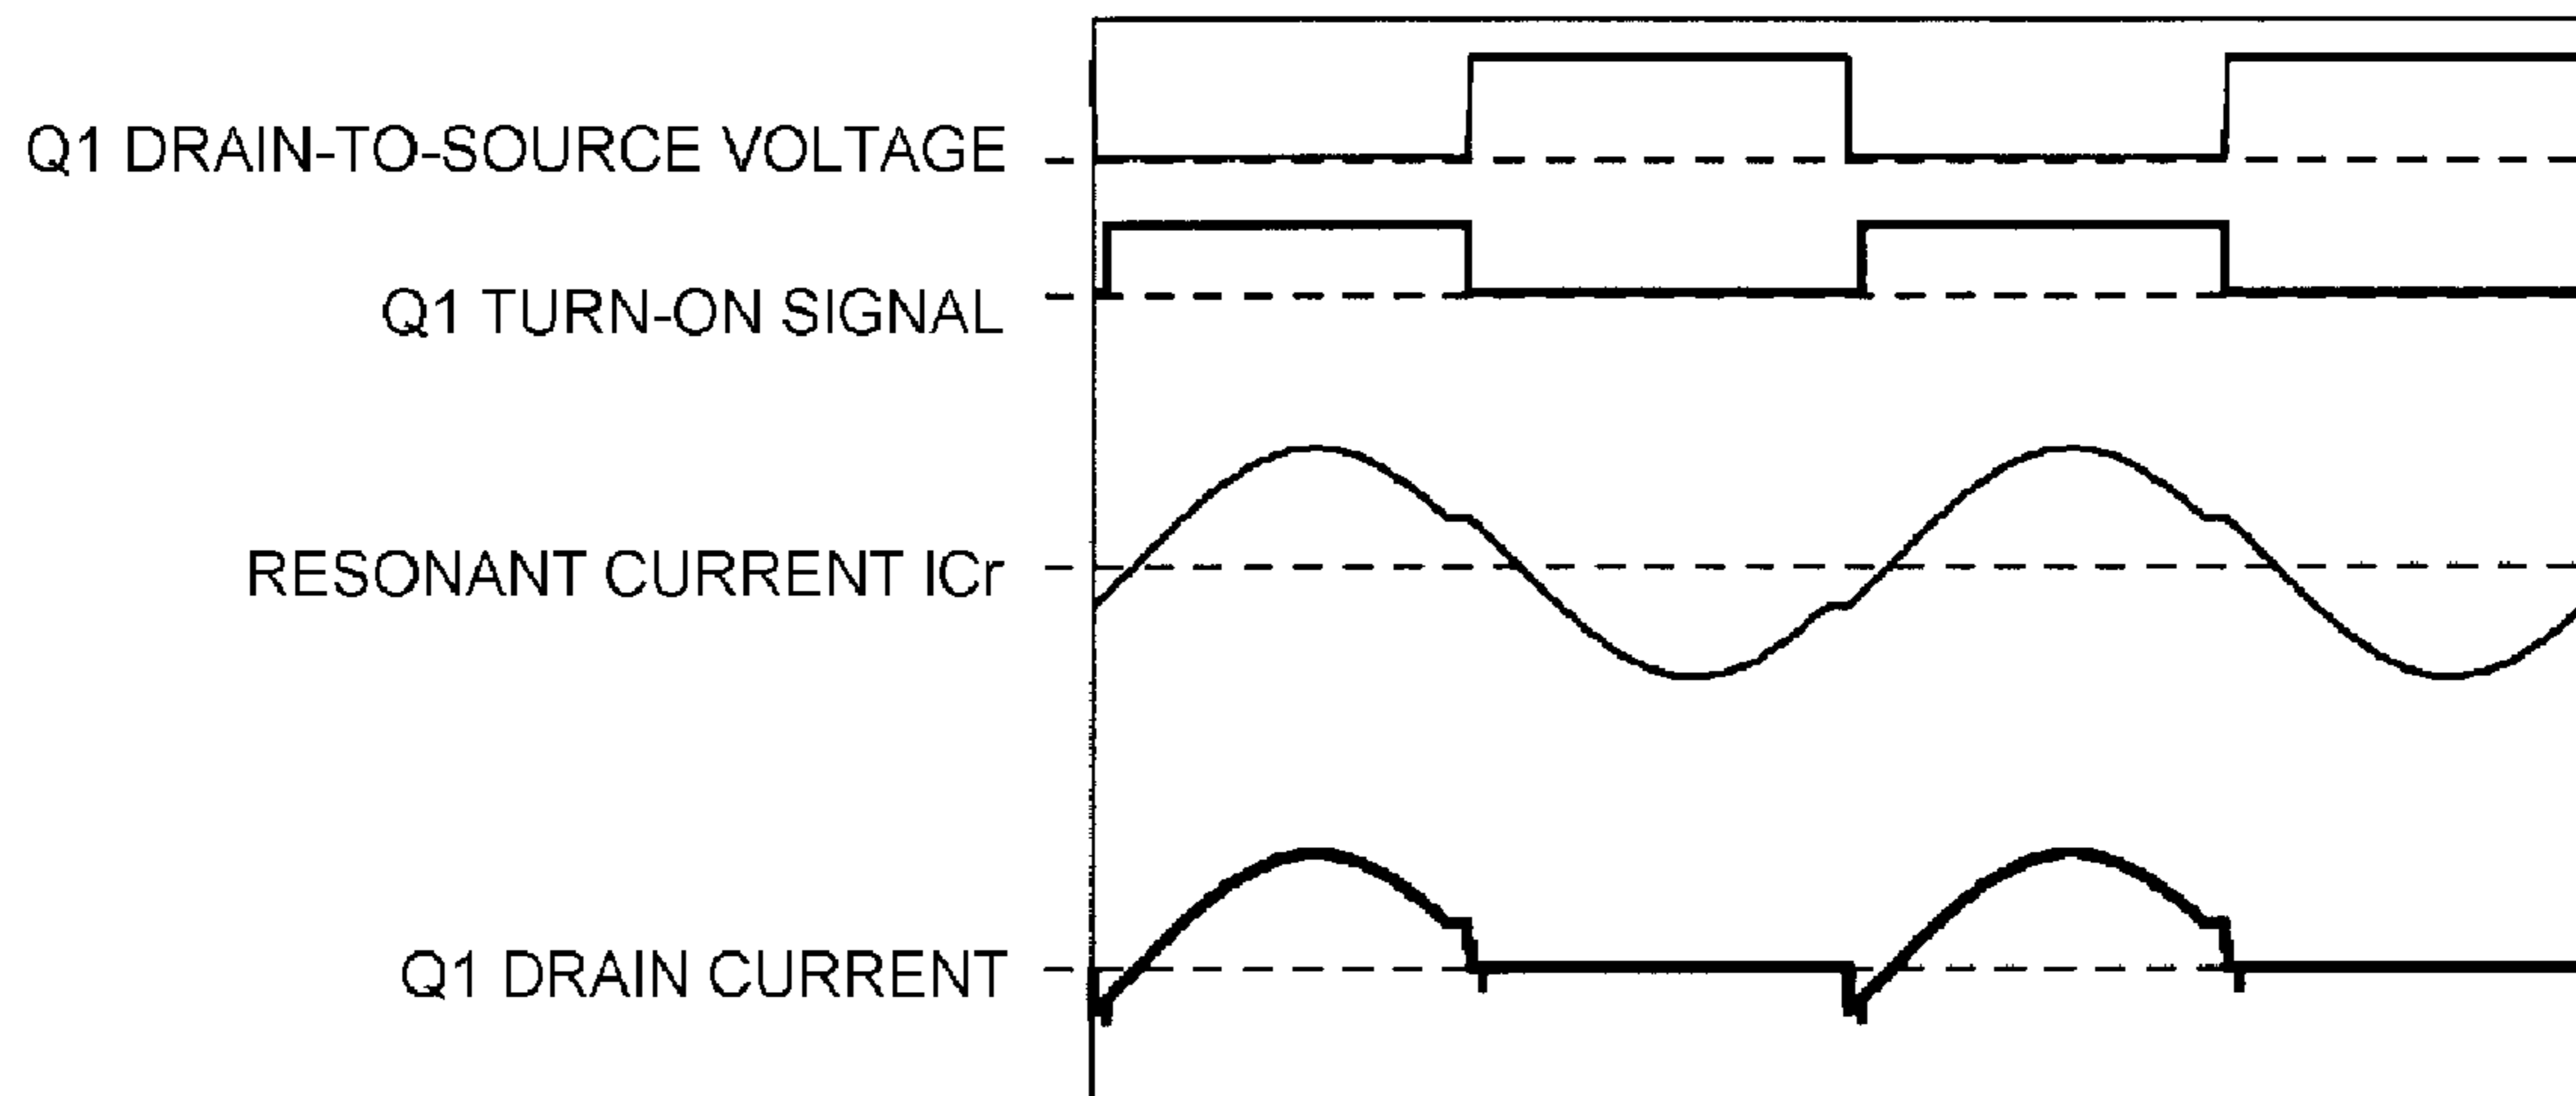 Q1 DRAIN-TO-SOURCE VOLTAGE
Q1 TURN-ON SIGNAL
RESONANT CURRENT ICr
Q1 DRAIN CURRENT